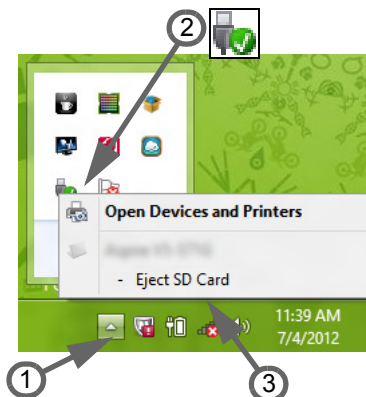 2
Open Devices and Printers
- Eject SD Card
11:39 AM
7/4/2012
1
3